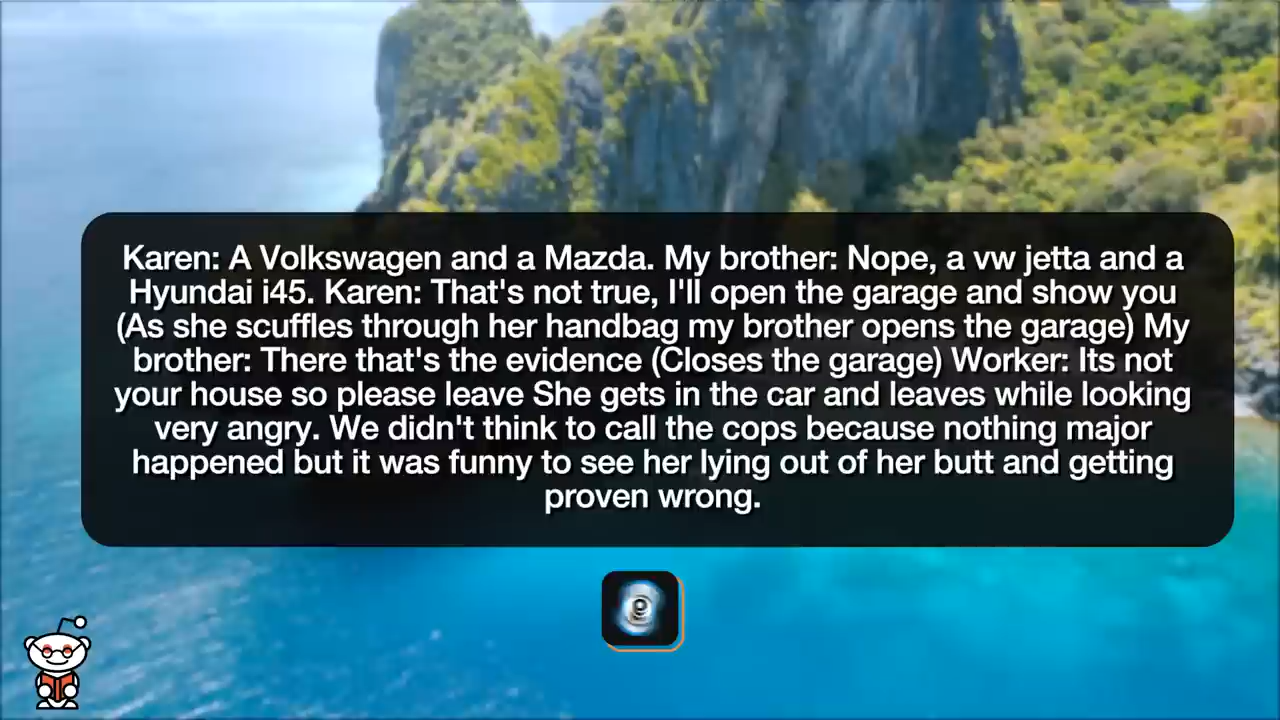 Karen: A Volkswagen and a Mazda. My brother: Nope, a vw jetta and a
Hyundai i45. Karen: That's not true, I'll open the garage and show you
(As she scuffles through her handbag my brother opens the garage) My
brother: There that's the evidence (Closes the garage) Worker: Its not
your house so please leave She gets in the car and leaves while looking
very angry. We didn't think to call the cops because nothing major
happened but it was funny to see her lying out of her butt and getting
proven wrong.